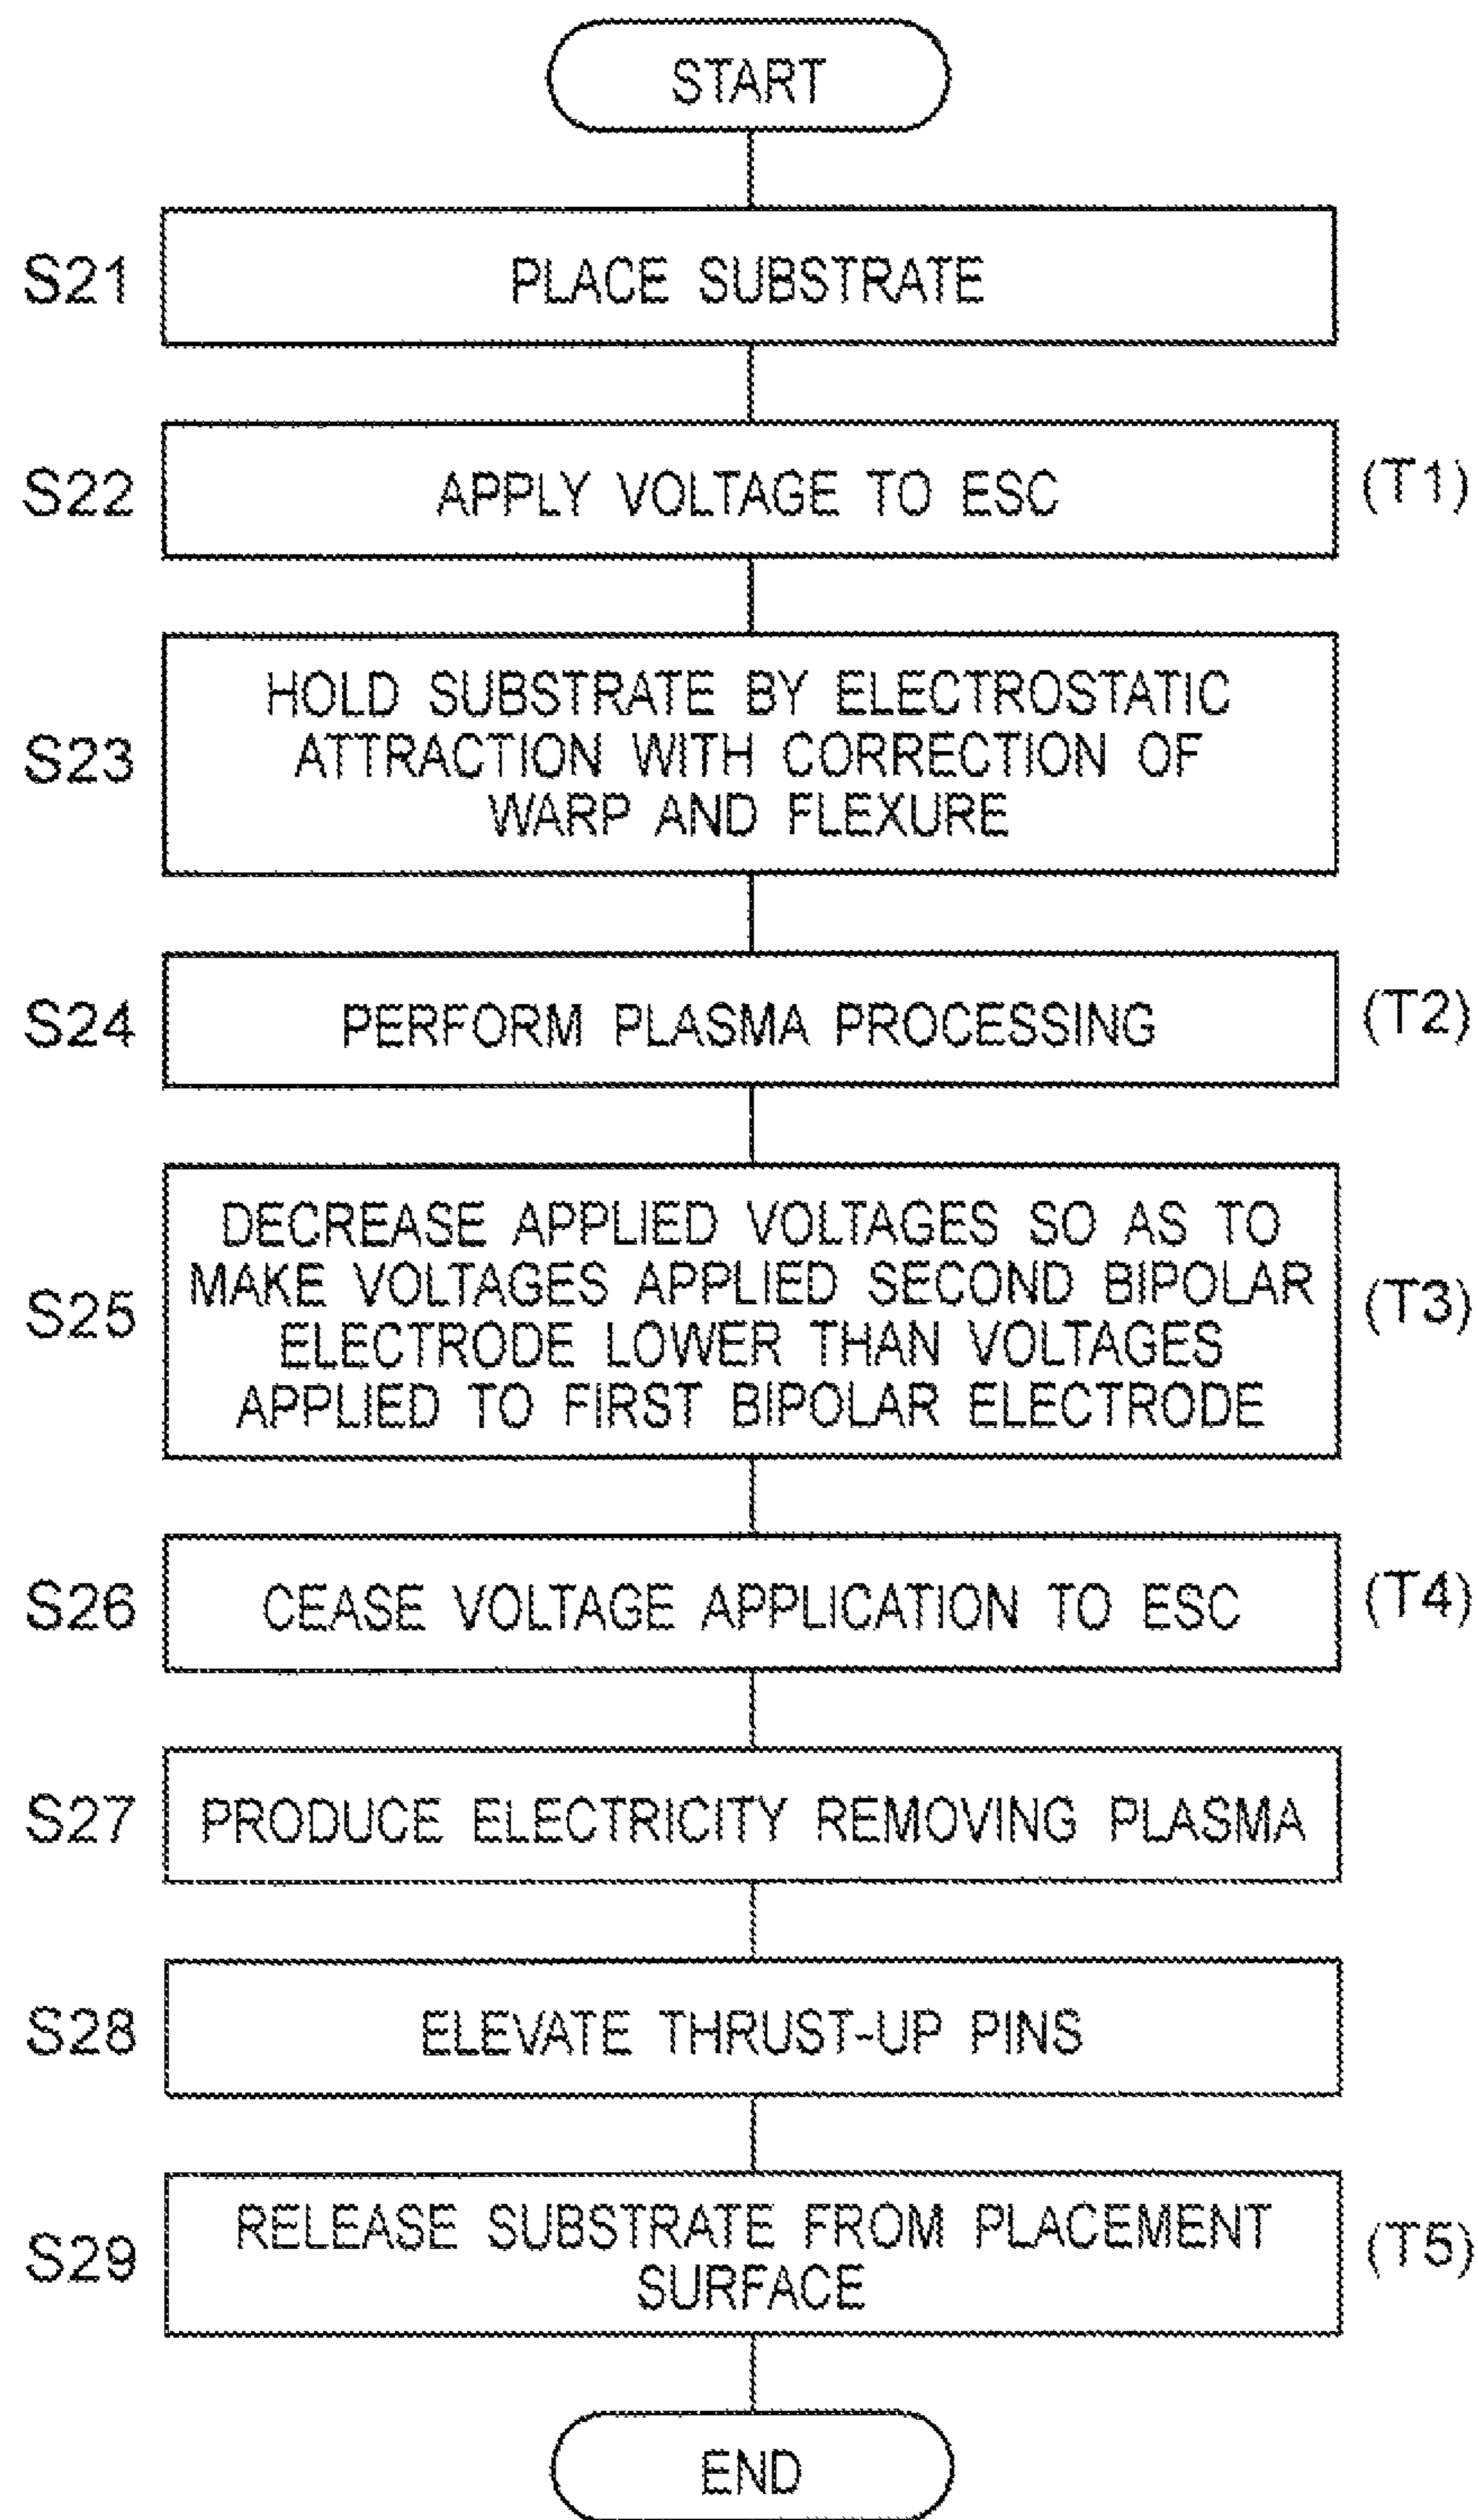 START
S21
PLACE SUBSTRATE
S22
APPLY VOLTAGE TO ESC
(T1)
S23
HOLD SUBSTRATE BY ELECTROSTATIC
ATTRACTION WITH CORRECTION OF
WARP AND FLEXURE
S24
PERFORM PLASMA PROCESSING
(T2)
S25
DECREASE APPLIED VOLTAGES SO AS TO
MAKE VOLTAGES APPLIED SECOND BIPOLAR
ELECTRODE LOWER THAN VOLTAGES
APPLIED TO FIRST BIPOLAR ELECTRODE
(T3)
S26
CEASE VOLTAGE APPLICATION TO ESC
(T4)
S27
PRODUCE ELECTRICITY REMOVING PLASMA
S28
ELEVATE THRUST-UP PINS
S29
RELEASE SUBSTRATE FROM PLACEMENT
SURFACE
(T5)
END